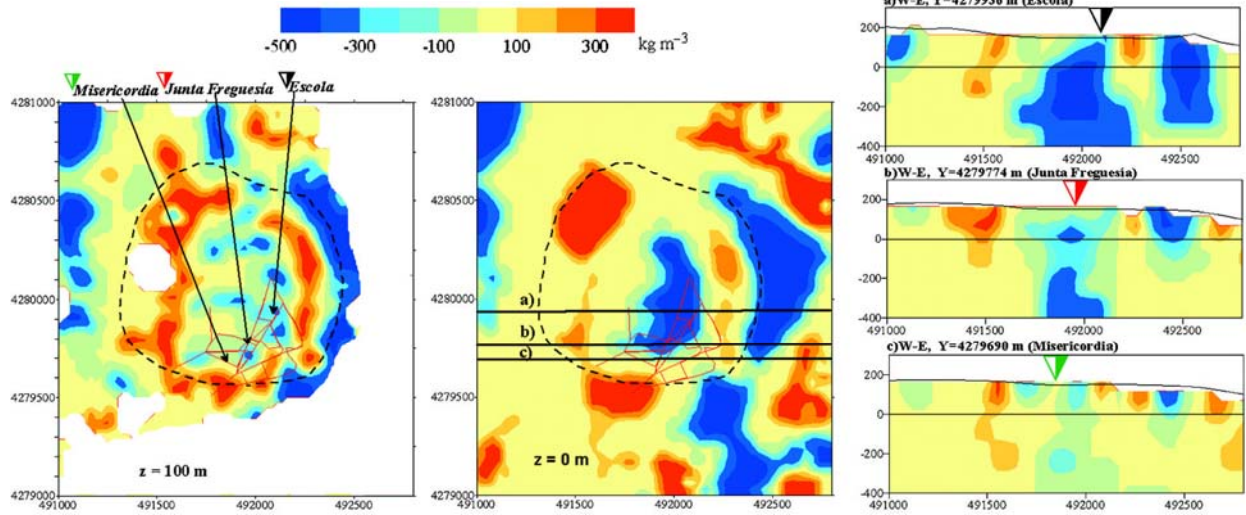 -500 -300 -100 100 300 kg m⁻³
Misericordia Junta Freguesía Escola
4281000
4280500
4280000
4279500
4279000
z = 100 m
491000 491500 492000 492500
4281000
4280500
4280000
4279500
4279000
a)
b)
c)
z = 0 m
491000 491500 492000 492500
a)W-E, Y=4279936 m (Escola)
200
0
-200
-400
491000 491500 492000 492500
b)W-E, Y=4279774 m (Junta Freguesía)
200
0
-200
-400
491000 491500 492000 492500
c)W-E, Y=4279690 m (Misericordia)
200
0
-200
-400
491000 491500 492000 492500